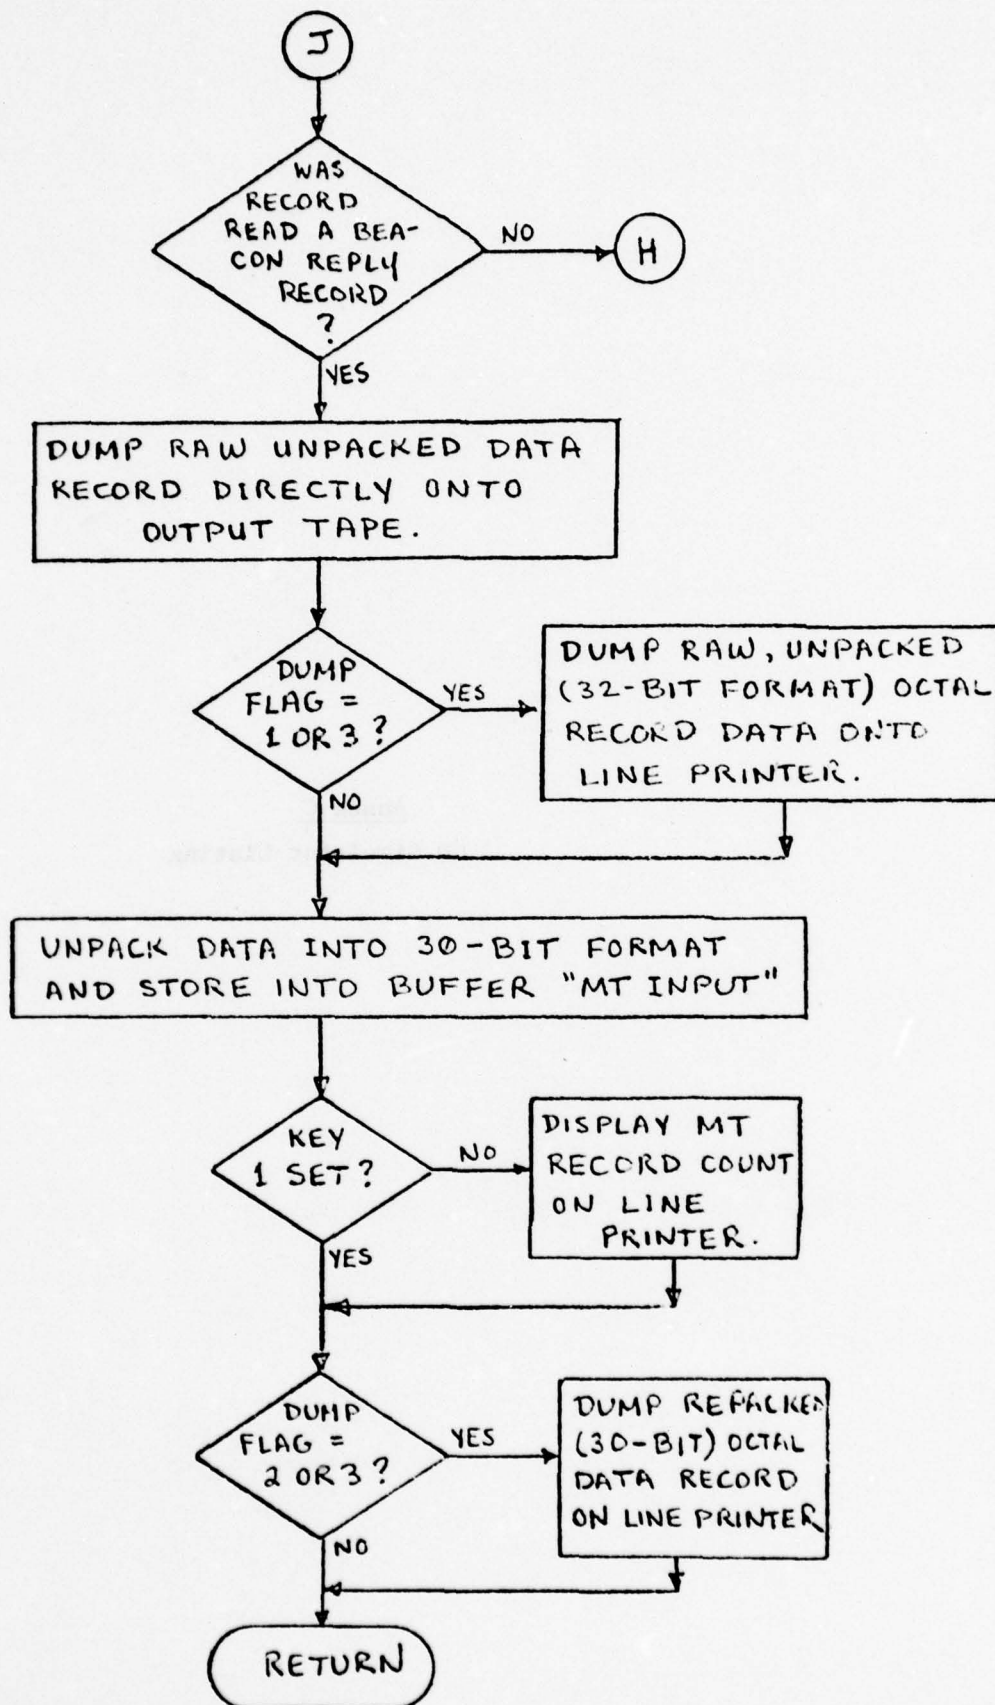 J
WAS
RECORD
READ A BEA-
CON REPLY
RECORD
?
NO
H
YES
DUMP RAW UNPACKED DATA
RECORD DIRECTLY ONTO
OUTPUT TAPE.
DUMP
FLAG =
1 OR 3?
YES
DUMP RAW, UNPACKED
(32-BIT FORMAT) OCTAL
RECORD DATA ONTO
LINE PRINTER.
NO
UNPACK DATA INTO 30-BIT FORMAT
AND STORE INTO BUFFER "MT INPUT"
KEY
1 SET?
NO
DISPLAY MT
RECORD COUNT
ON LINE
PRINTER.
YES
DUMP
FLAG =
2 OR 3?
YES
DUMP REPACKED
(30-BIT) OCTAL
DATA RECORD
ON LINE PRINTER
NO
RETURN